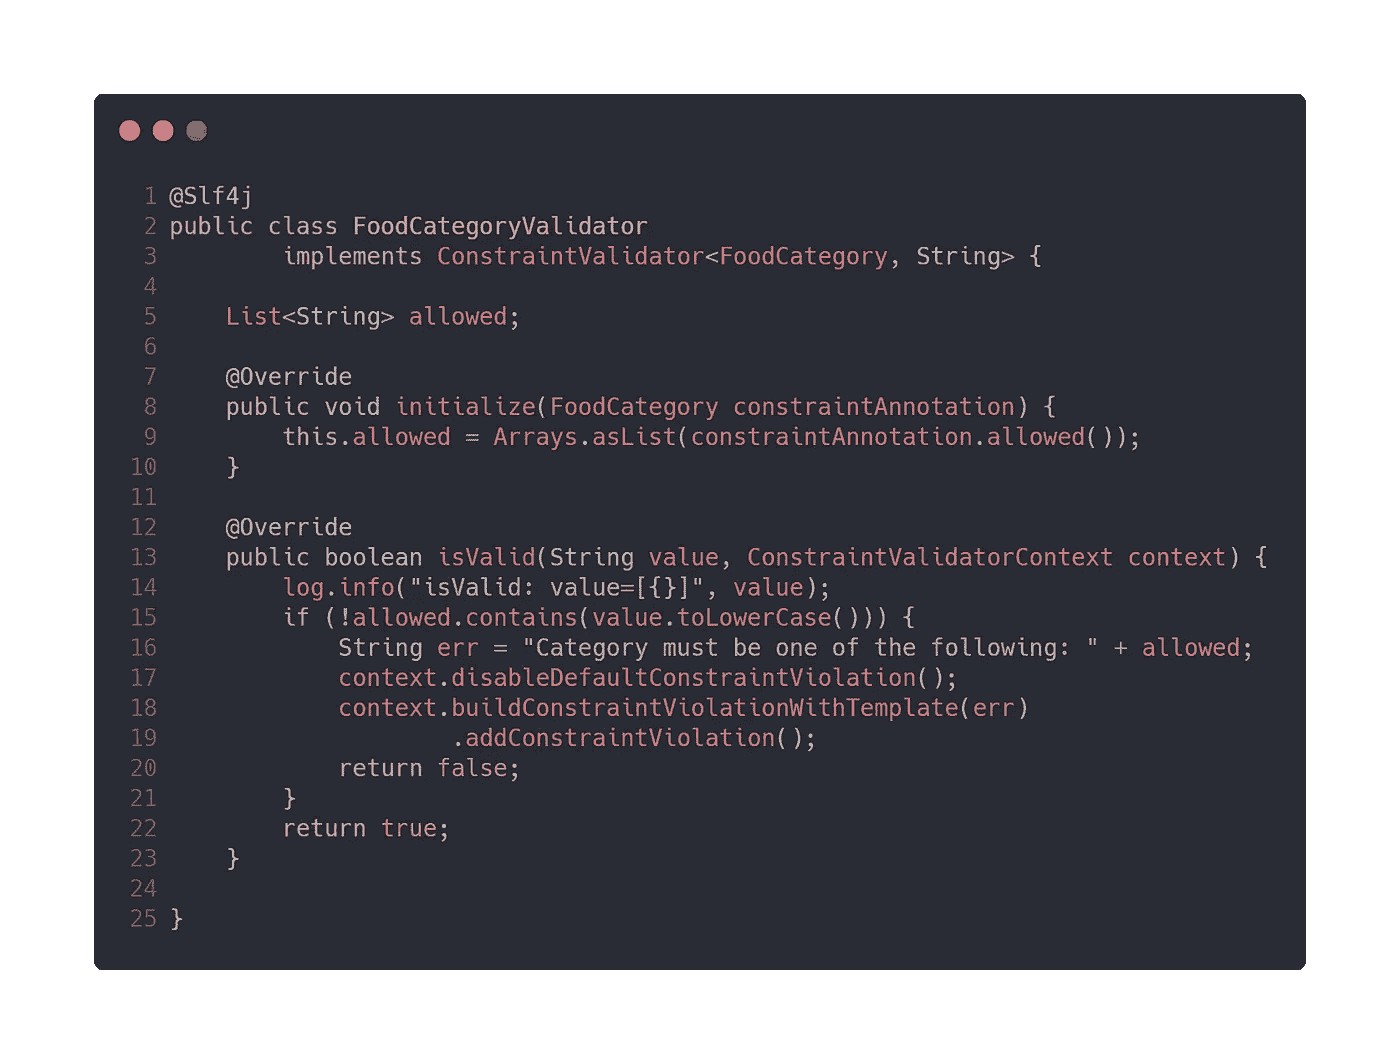 1 @Slf4j
2 public class FoodCategoryValidator
3         implements ConstraintValidator<FoodCategory, String> {
4
5     List<String> allowed;
6
7     @Override
8     public void initialize(FoodCategory constraintAnnotation) {
9         this.allowed = Arrays.asList(constraintAnnotation.allowed());
10     }
11
12     @Override
13     public boolean isValid(String value, ConstraintValidatorContext context) {
14         log.info("isValid: value=[{}]", value);
15         if (!allowed.contains(value.toLowerCase())) {
16             String err = "Category must be one of the following: " + allowed;
17             context.disableDefaultConstraintViolation();
18             context.buildConstraintViolationWithTemplate(err)
19                     .addConstraintViolation();
20             return false;
21         }
22         return true;
23     }
24
25 }